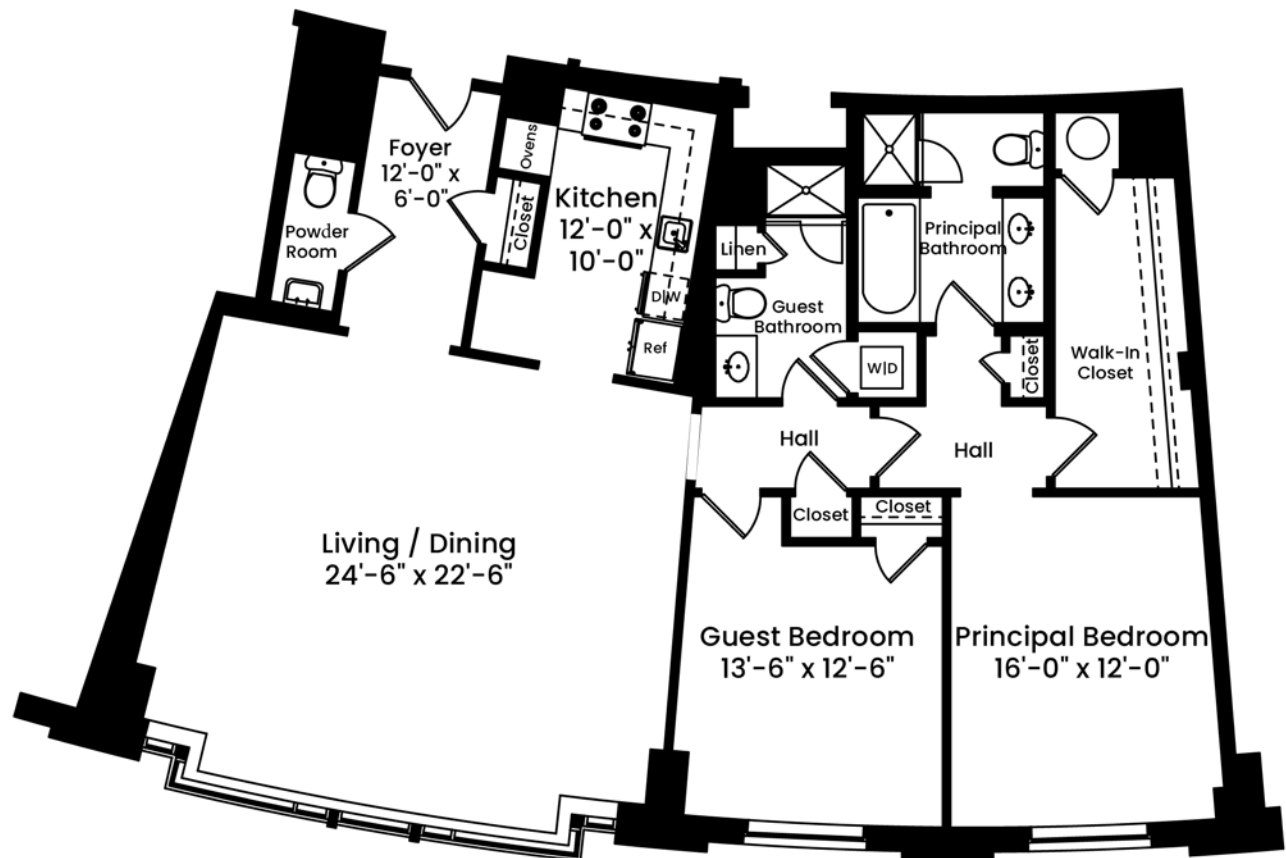 Foyer
12'-0" x
6'-0"
Ovens
Closet
Kitchen
12'-0" x
10'-0"
Powder
Room
D|W
Ref
Linen
Guest
Bathroom
W|D
Principal
Bathroom
Closet
Walk-In
Closet
Hall
Hall
Closet
Closet
Living / Dining
24'-6" x 22'-6"
Guest Bedroom
13'-6" x 12'-6"
Principal Bedroom
16'-0" x 12'-0"